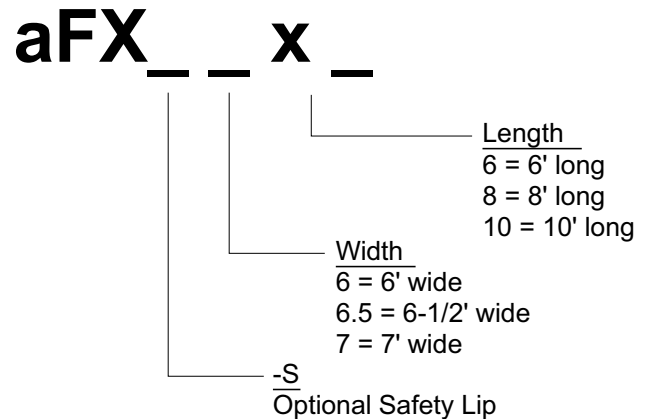 aFX_ _ x _
Length
6 = 6' long
8 = 8' long
10 = 10' long
Width
6 = 6' wide
6.5 = 6-1/2' wide
7 = 7' wide
-S
Optional Safety Lip